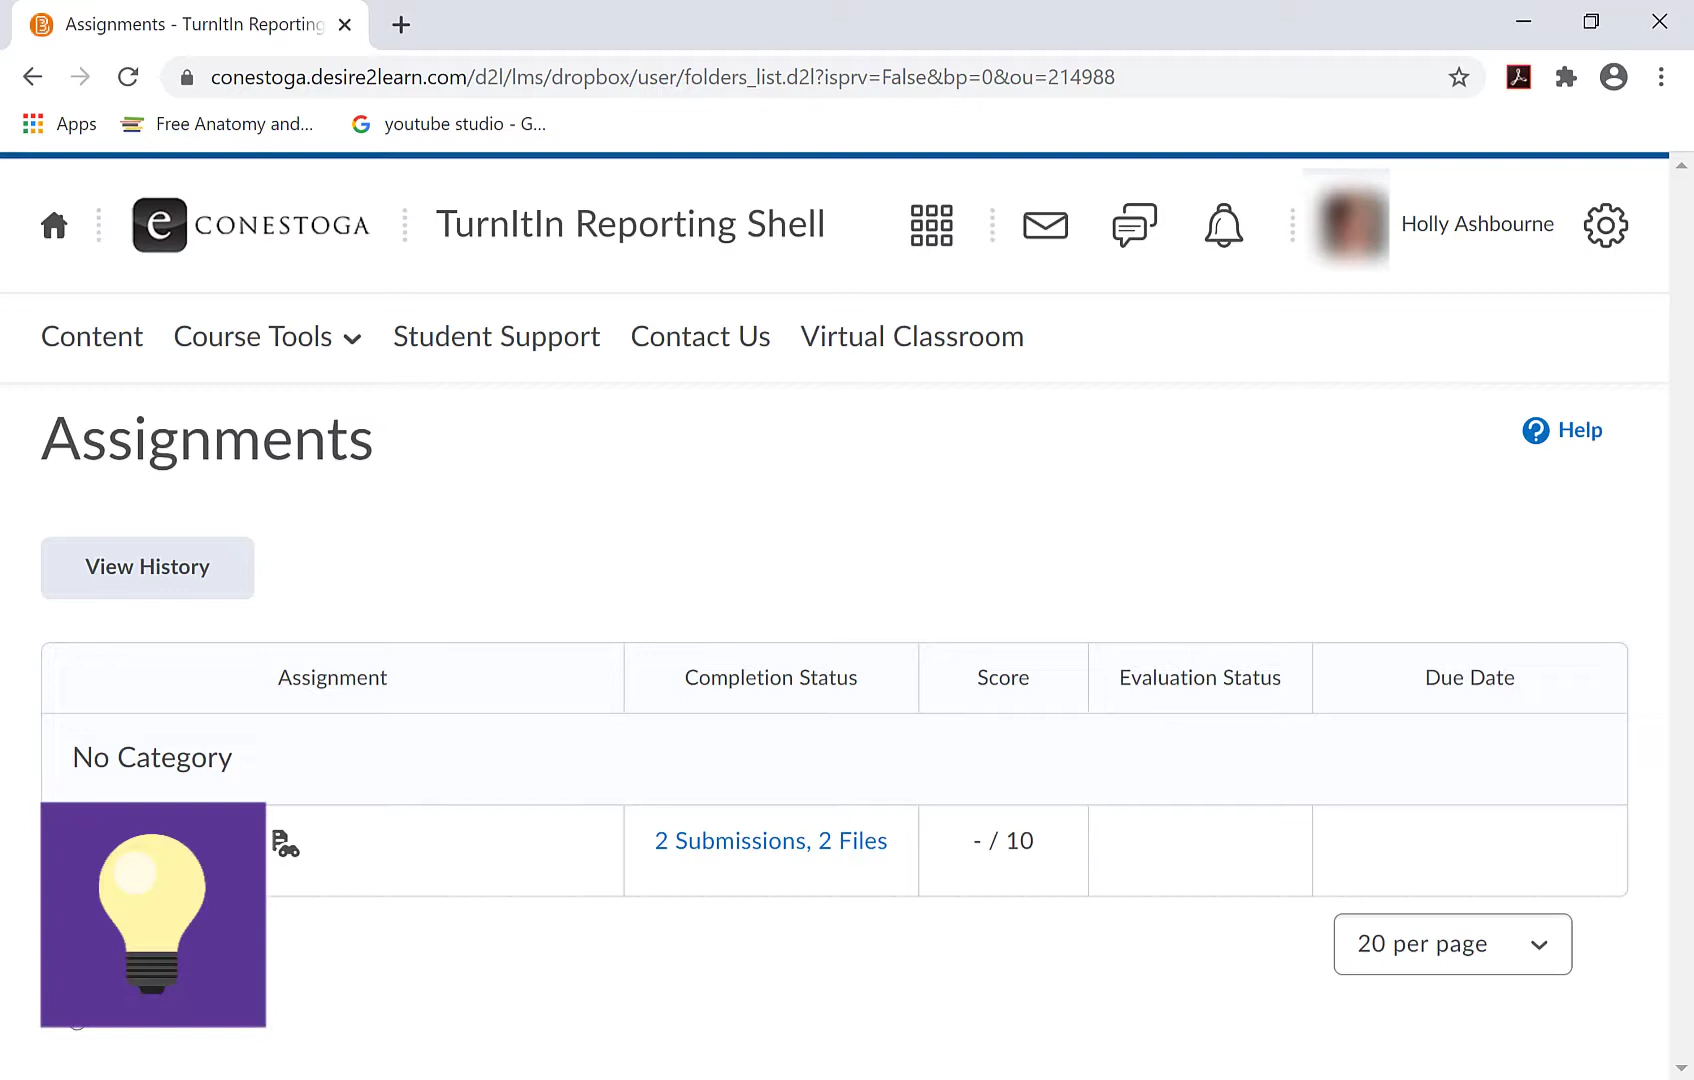 Assignments - TurnItIn Reporting
conestoga.desire2learn.com/d2l/lms/dropbox/user/folders_list.d2l?isprv=False&bp=0&ou=214988
Apps Free Anatomy and... youtube studio - G...
e CONESTOGA TurnItIn Reporting Shell Holly Ashbourne
Content Course Tools Student Support Contact Us Virtual Classroom
Assignments
Help
View History
Assignment Completion Status Score Evaluation Status Due Date
No Category
2 Submissions, 2 Files - / 10
20 per page